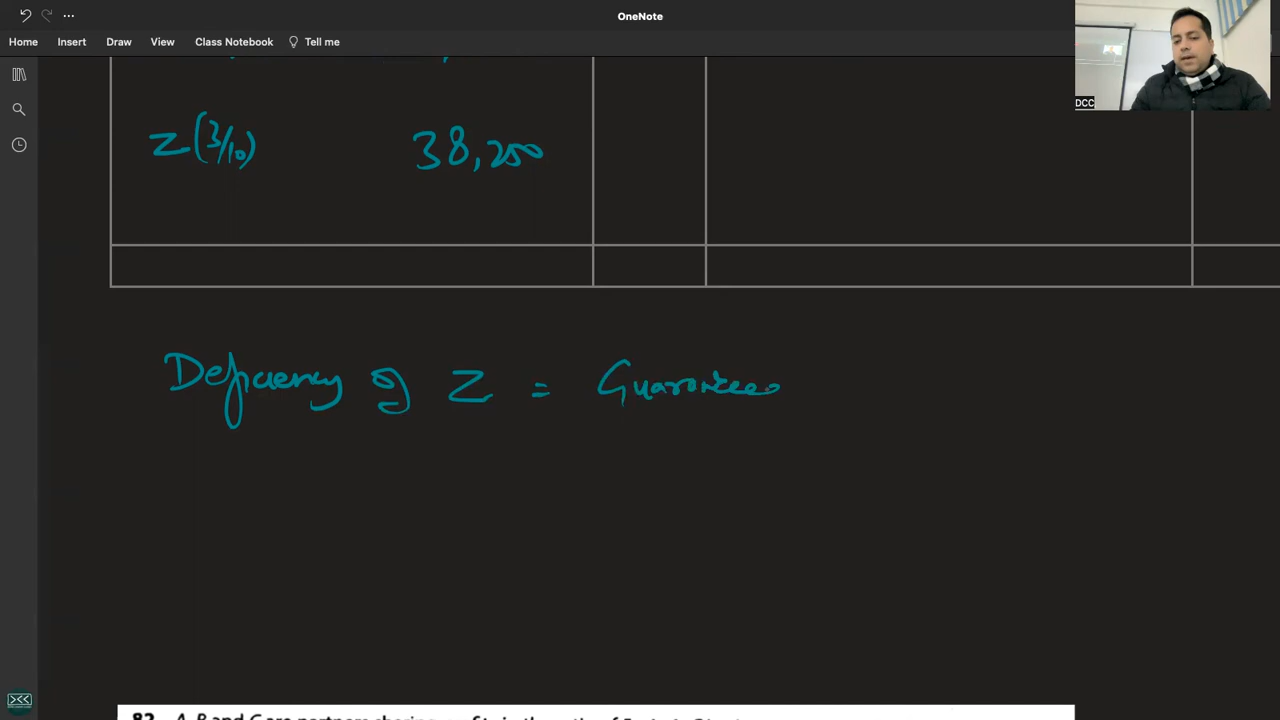 OneNote
Home Insert Draw View Class Notebook Tell me
DCC
Z (3/10) 38,250
Deficiency of Z = Guarantee